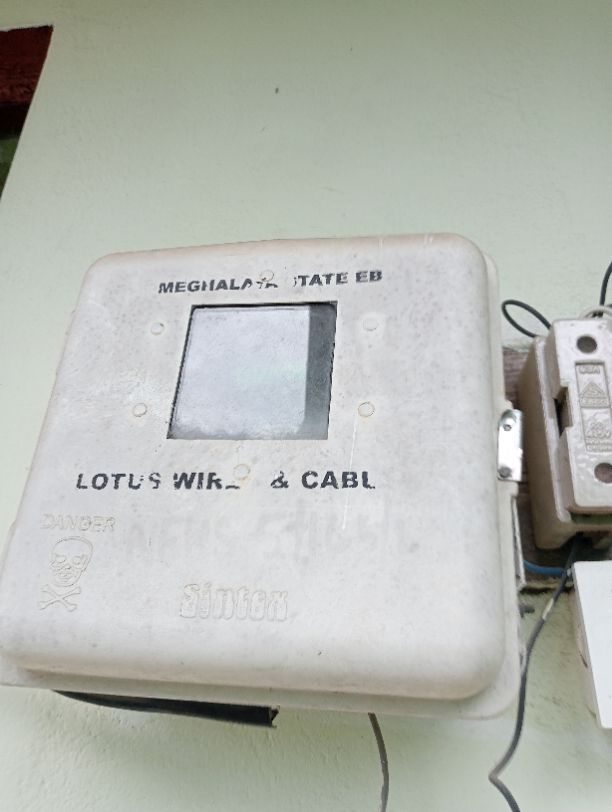 MEGHALAYA STATE EB
LOTUS WIRE & CABL
DANGER
Sintex